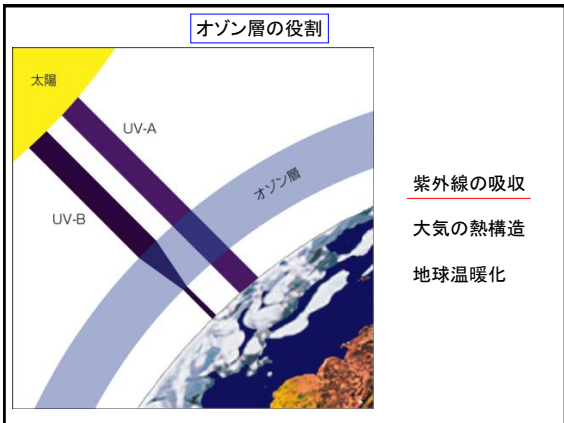 オゾン層の役割
太陽
UV-A
オゾン層
UV-B
紫外線の吸収
大気の熱構造
地球温暖化